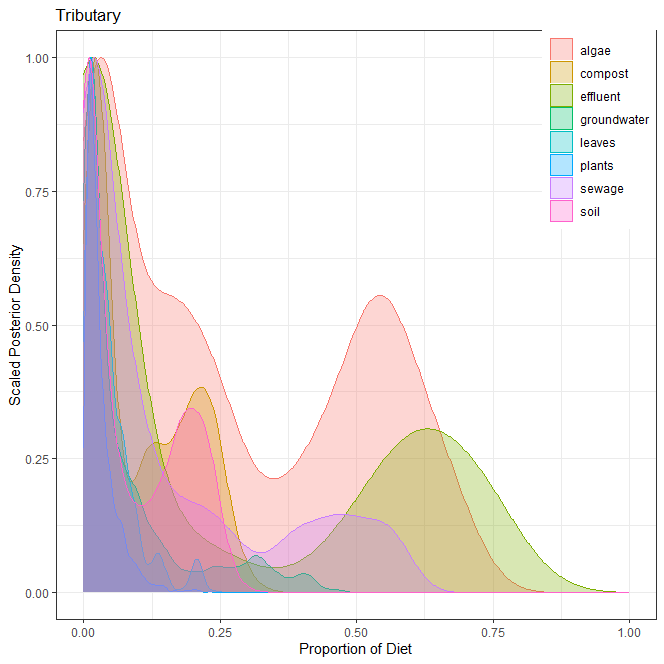 Tributary
algae
compost
effluent
groundwater
leaves
plants
sewage
soil
1.00
0.75
0.50
0.25
0.00
Scaled Posterior Density
0.00 0.25 0.50 0.75 1.00
Proportion of Diet